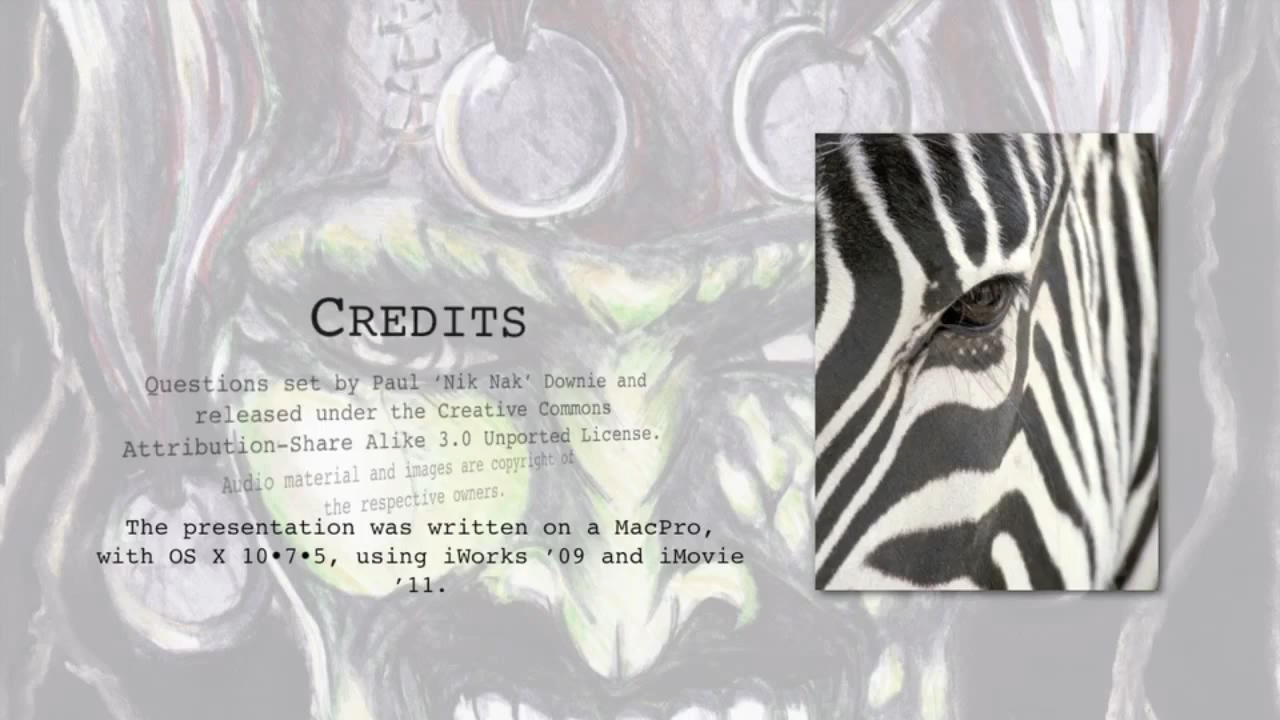 CREDITS
Questions set by Paul ‘Nik Nak’ Downie and
released under the Creative Commons
Attribution-Share Alike 3.0 Unported License.
Audio material and images are copyright of
the respective owners.
The presentation was written on a MacPro,
with OS X 10•7•5, using iWorks ’09 and iMovie
’11.